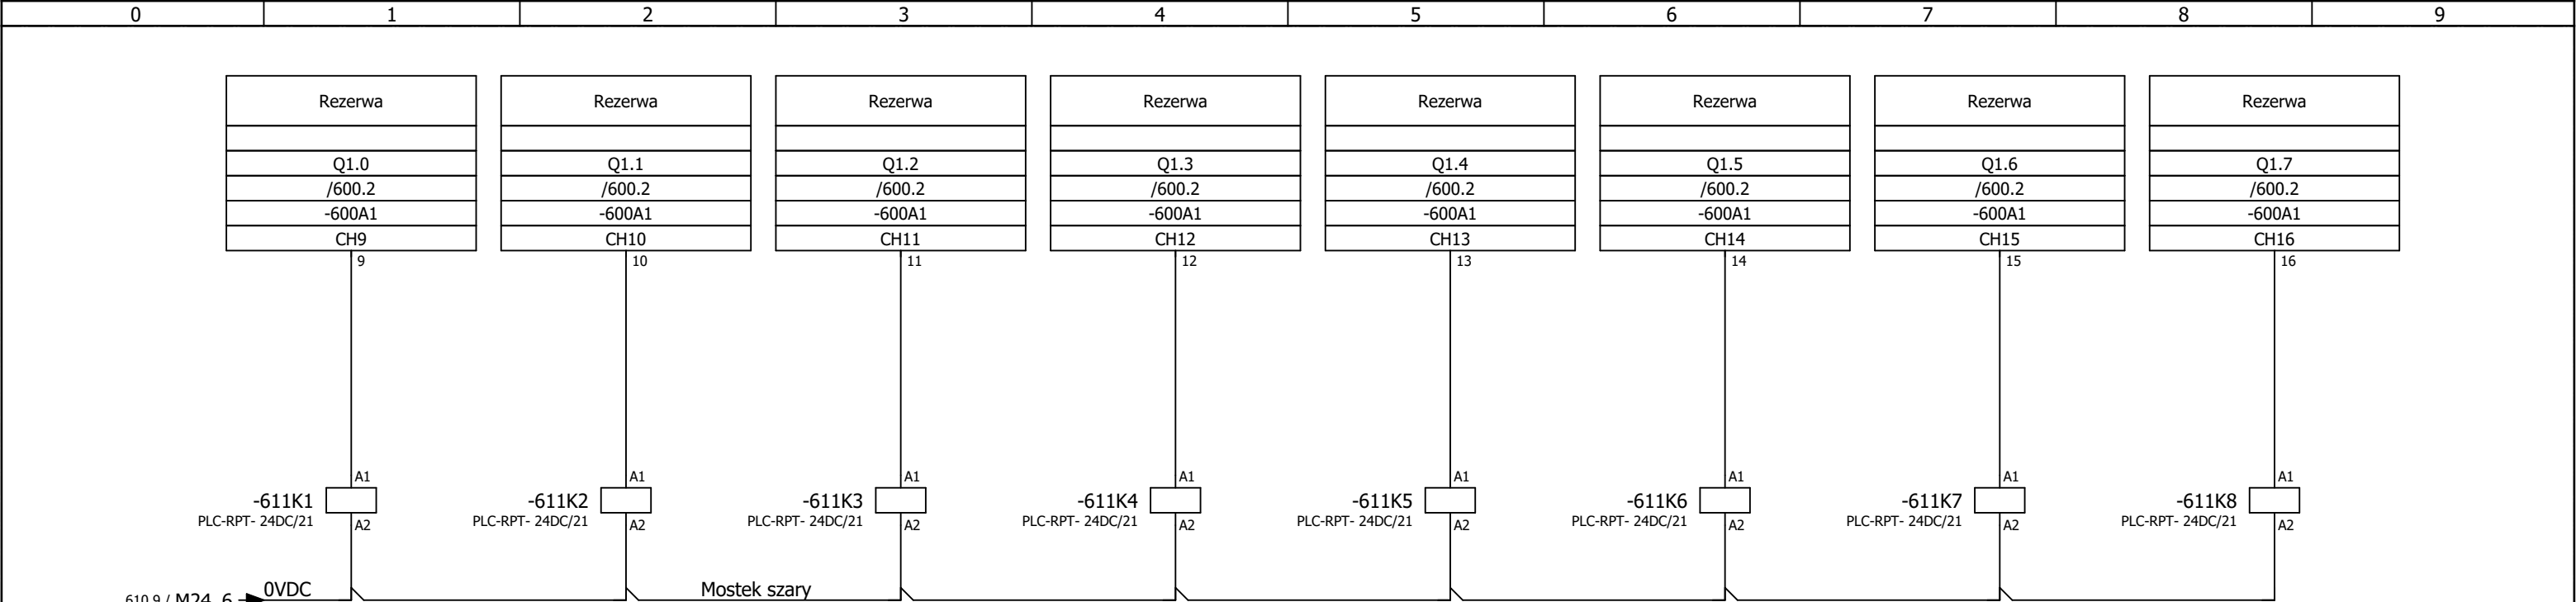 0 1 2 3 4 5 6 7 8 9
Rezerwa Rezerwa Rezerwa Rezerwa Rezerwa Rezerwa Rezerwa Rezerwa
Q1.0 Q1.1 Q1.2 Q1.3 Q1.4 Q1.5 Q1.6 Q1.7
/600.2 /600.2 /600.2 /600.2 /600.2 /600.2 /600.2 /600.2
-600A1 -600A1 -600A1 -600A1 -600A1 -600A1 -600A1 -600A1
CH9 CH10 CH11 CH12 CH13 CH14 CH15 CH16
9 10 11 12 13 14 15 16
A1 A1 A1 A1 A1 A1 A1 A1
-611K1 -611K2 -611K3 -611K4 -611K5 -611K6 -611K7 -611K8
PLC-RPT- 24DC/21 PLC-RPT- 24DC/21 PLC-RPT- 24DC/21 PLC-RPT- 24DC/21 PLC-RPT- 24DC/21 PLC-RPT- 24DC/21 PLC-RPT- 24DC/21 PLC-RPT- 24DC/21
A2 A2 A2 A2 A2 A2 A2 A2
0VDC Mostek szary
610.9 / M24_6